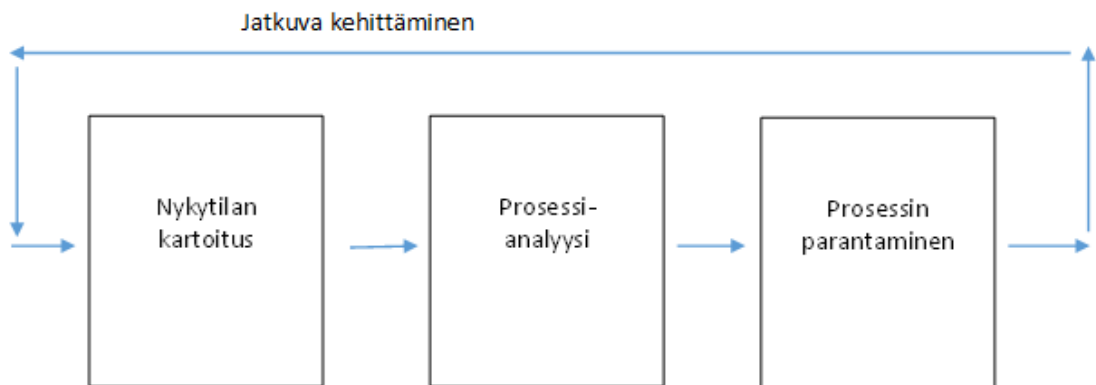 Jatkuva kehittäminen
Nykytilan
kartoitus
Prosessi-
analyysi
Prosessin
parantaminen